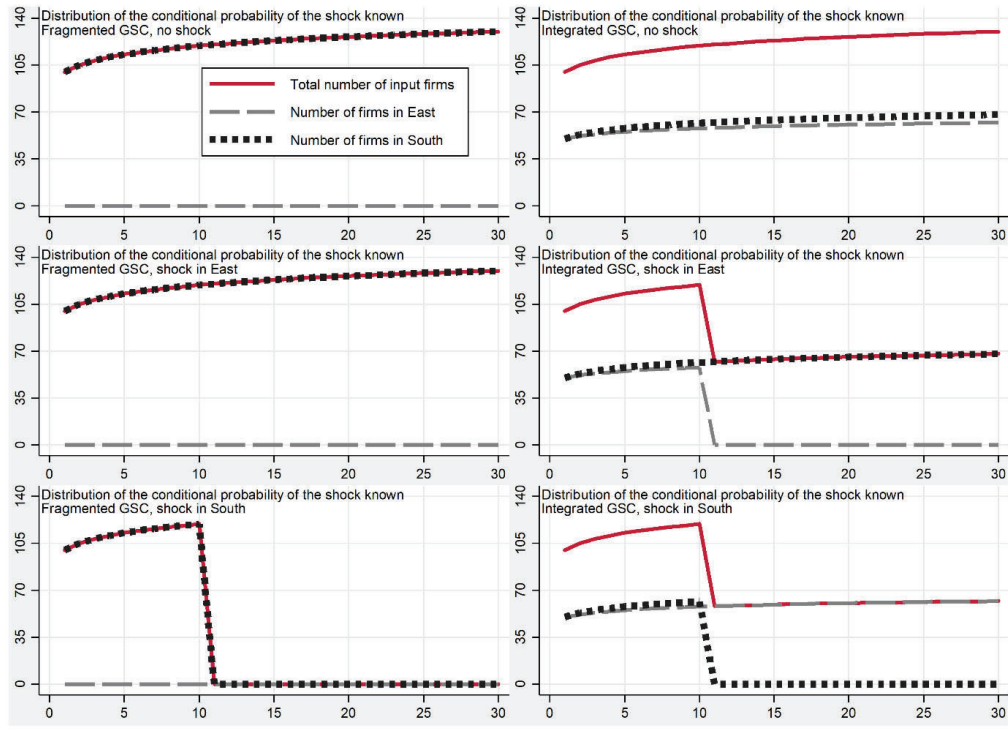 Distribution of the conditional probability of the shock known
Fragmented GSC, no shock
140
105
70
35
0
Total number of input firms
Number of firms in East
Number of firms in South
0 5 10 15 20 25 30
Distribution of the conditional probability of the shock known
Integrated GSC, no shock
140
105
70
35
0
0 5 10 15 20 25 30
Distribution of the conditional probability of the shock known
Fragmented GSC, shock in East
140
105
70
35
0
0 5 10 15 20 25 30
Distribution of the conditional probability of the shock known
Integrated GSC, shock in East
140
105
70
35
0
0 5 10 15 20 25 30
Distribution of the conditional probability of the shock known
Fragmented GSC, shock in South
140
105
70
35
0
0 5 10 15 20 25 30
Distribution of the conditional probability of the shock known
Integrated GSC, shock in South
140
105
70
35
0
0 5 10 15 20 25 30